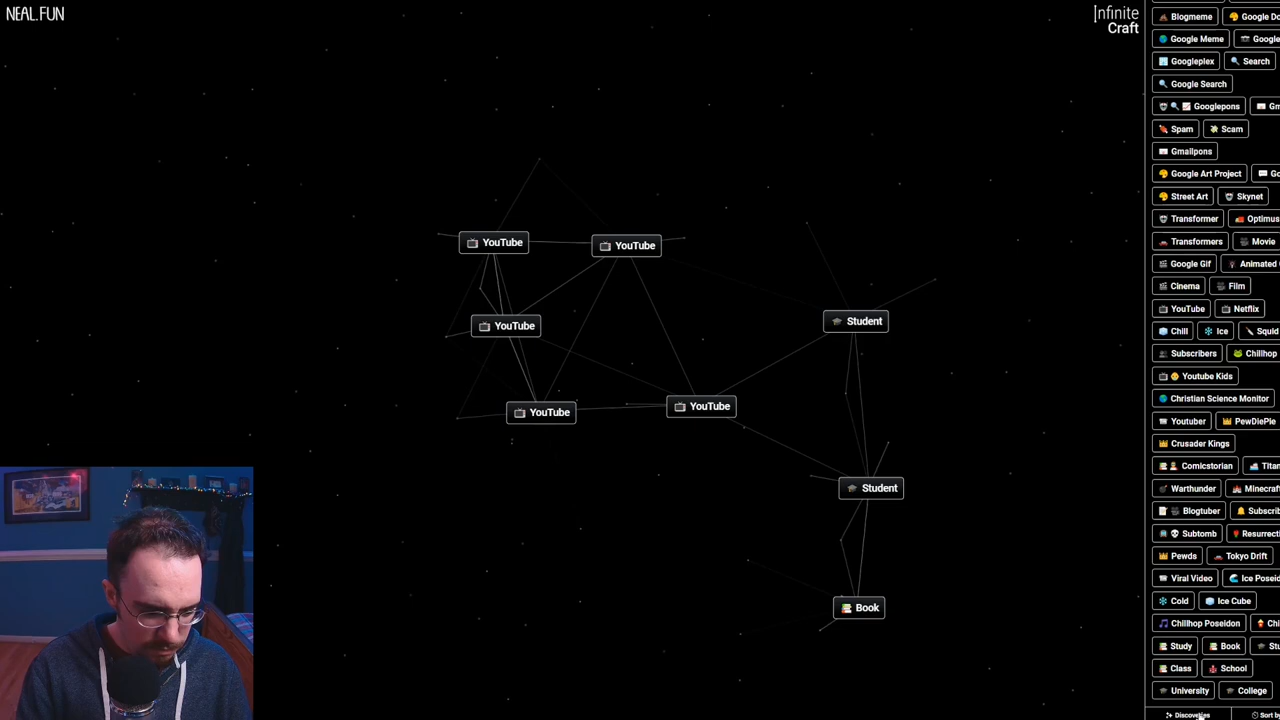 NEAL.FUN
Infinite
Craft
YouTube
YouTube
YouTube
YouTube
YouTube
Student
Student
Book
Blogmeme
Google Meme
Googleplex Search
Google Search
Googlepons
Spam Scam
Gmailpons
Google Art Project
Street Art Skynet
Transformer
Transformers Movie
Google Gif
Cinema Film
YouTube Netflix
Chill Ice
Subscribers Chillhop
Youtube Kids
Christian Science Monitor
Youtuber PewDiePie
Crusader Kings
Comicstorian
Warthunder
Blogtuber
Subtomb
Pewds Tokyo Drift
Viral Video
Cold Ice Cube
Chillhop Poseidon
Study Book
Class School
University College
Discoveries Sort